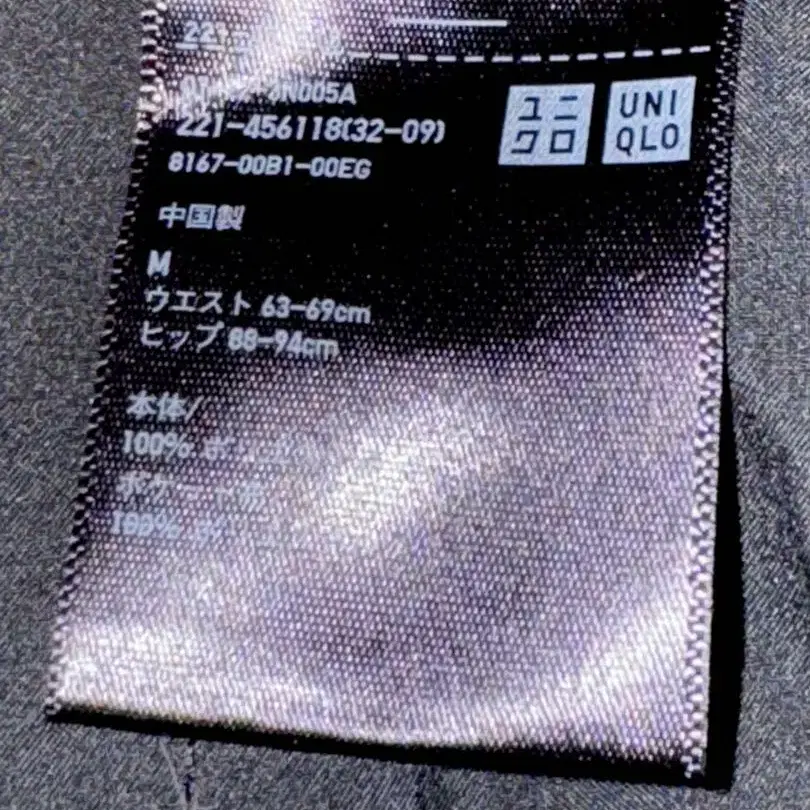 ユニ
クロ
UNI
QLO
221-456118(32-09)
8167-00B1-00EG
中国製
M
ウエスト 63-69cm
ヒップ 88-94cm
本体/
100%
100%